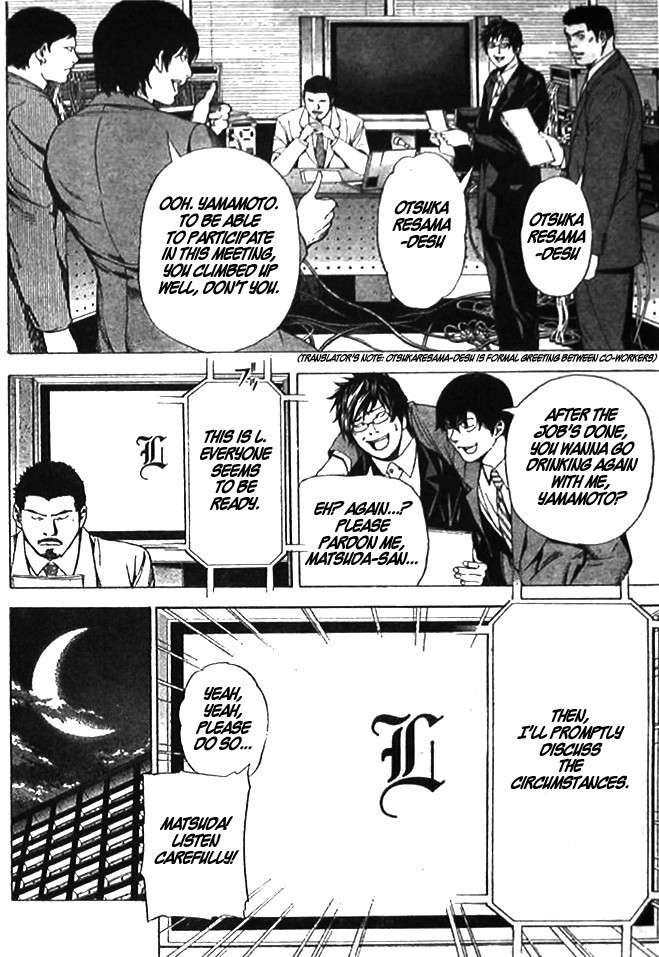 OOH. YAMAMOTO.
TO BE ABLE
TO PARTICIPATE
IN THIS MEETING,
YOU CLIMBED UP
WELL, DON'T YOU.
OTSUKA
RESAMA
-DESU
OTSUKA
RESAMA
-DESU
(TRANSLATOR'S NOTE: OTSUKARESAMA-DESU IS FORMAL GREETING BETWEEN CO-WORKERS)
ブッ
THIS IS L.
EVERYONE
SEEMS
TO BE
READY.
L
AFTER THE
JOB'S DONE,
YOU WANNA GO
DRINKING AGAIN
WITH ME,
YAMAMOTO?
EH? AGAIN...?
PLEASE
PARDON ME,
MATSUDA-SAN...
THEN,
I'LL PROMPTLY
DISCUSS
THE
CIRCUMSTANCES.
L
YEAH,
YEAH,
PLEASE
DO SO...
MATSUDA!
LISTEN
CAREFULLY!